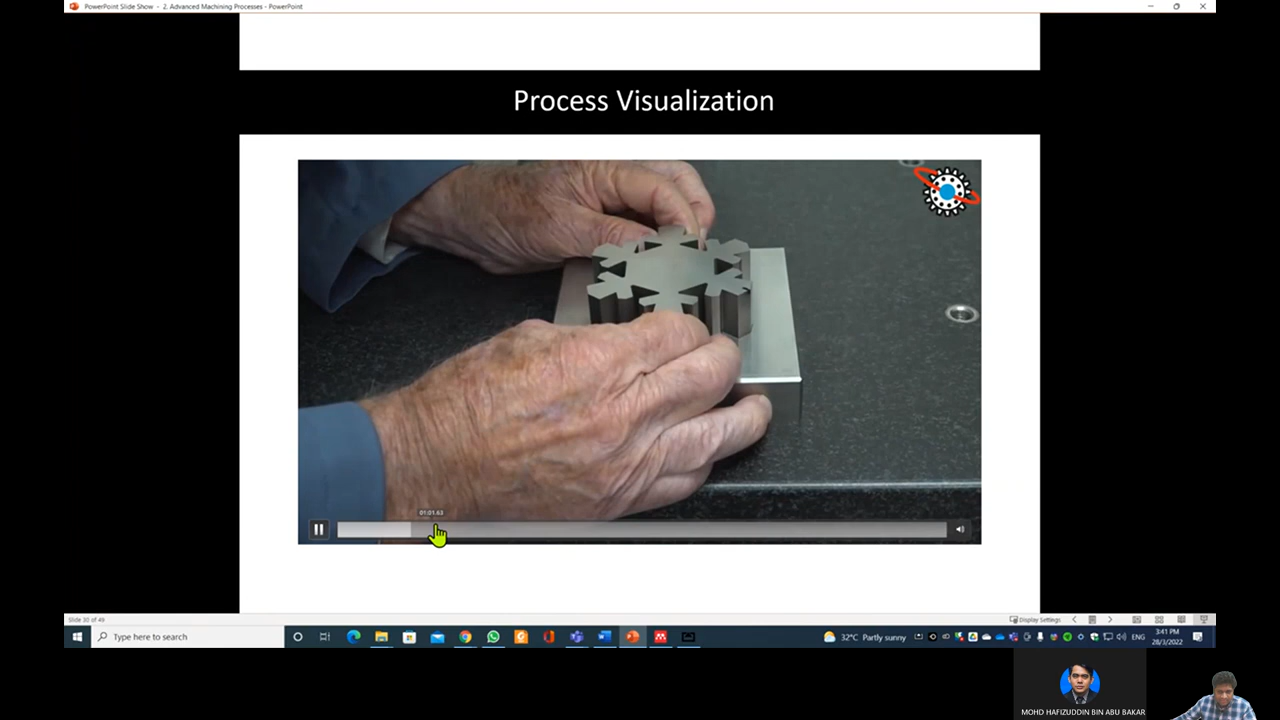 PowerPoint Slide Show - 2. Advanced Machining Processes - PowerPoint
Process Visualization
01:01.63
Slide 30 of 49
Display Settings
Type here to search
32°C Partly sunny
ENG
3:41 PM
28/3/2022
MOHD HAFIZUDDIN BIN ABU BAKAR